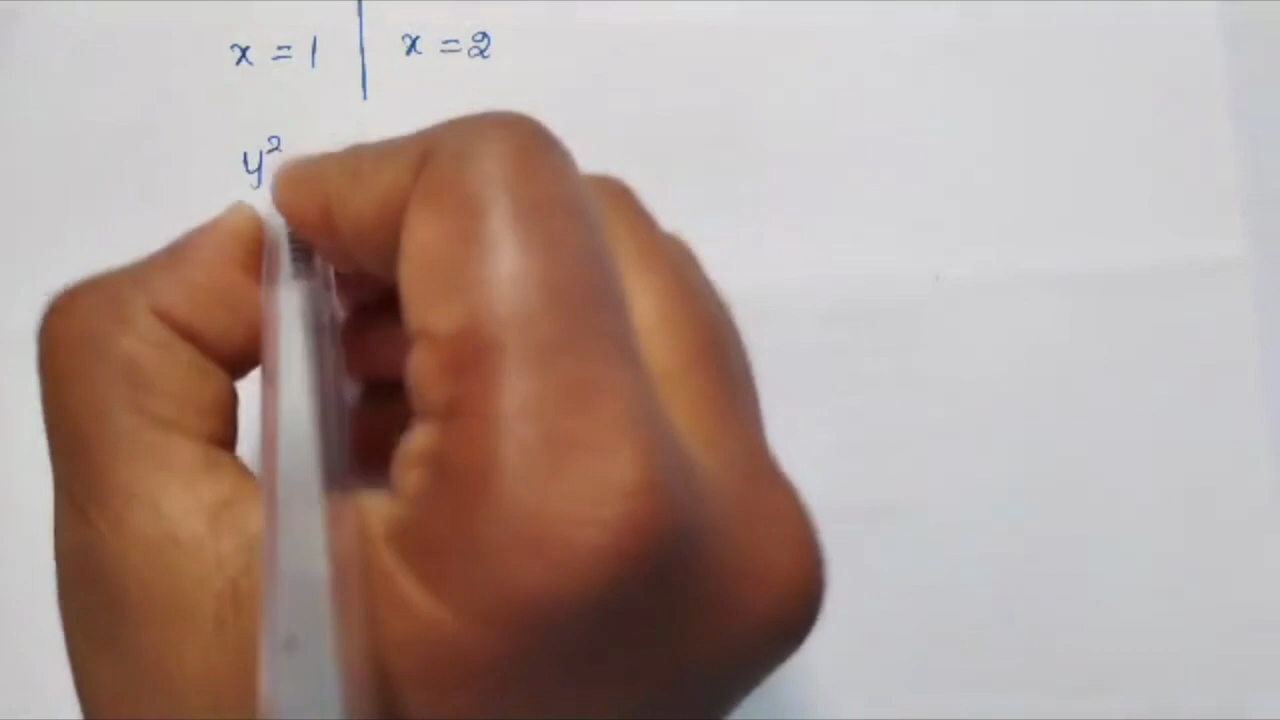 x = 1 | x = 2
y²